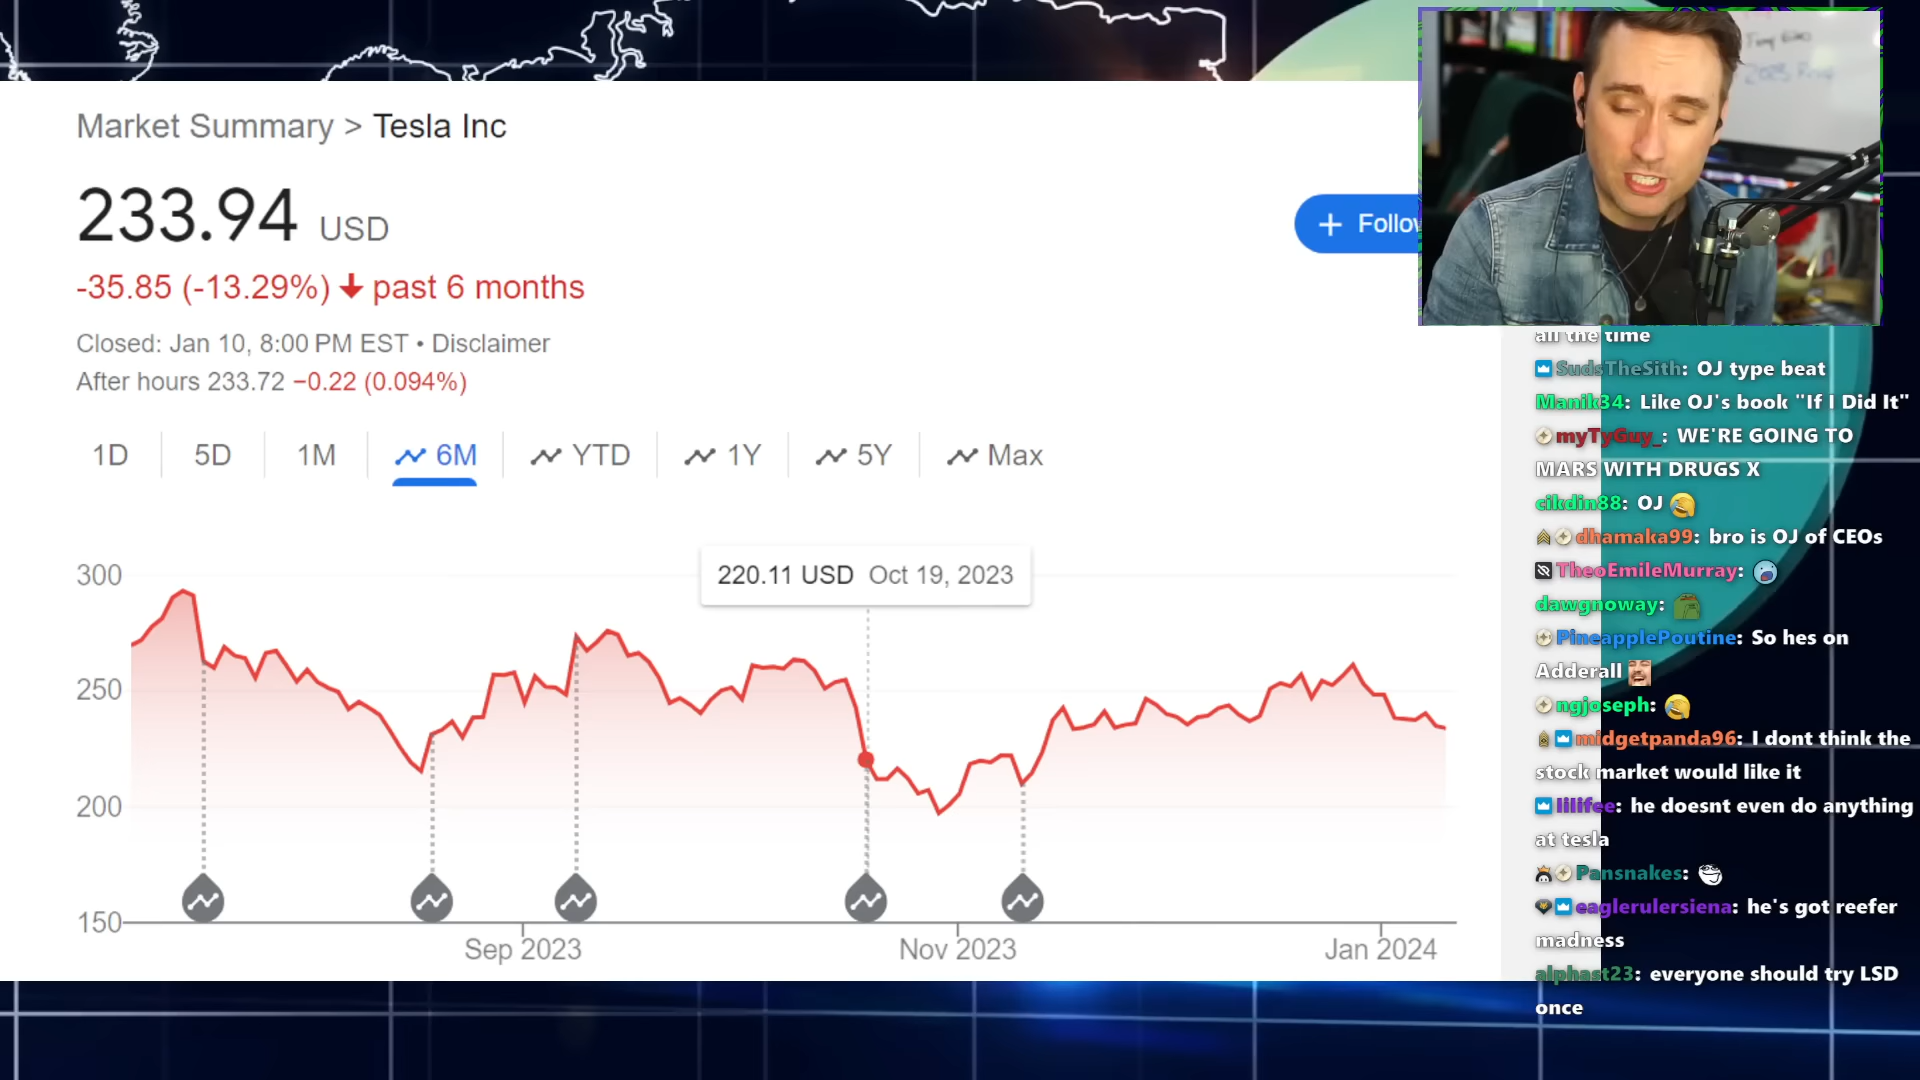 Market Summary > Tesla Inc
233.94 USD
+ Follow
-35.85 (-13.29%) ↓ past 6 months
Closed: Jan 10, 8:00 PM EST • Disclaimer
After hours 233.72 −0.22 (0.094%)
1D 5D 1M 6M YTD 1Y 5Y Max
220.11 USD Oct 19, 2023
300
250
200
150
Sep 2023 Nov 2023 Jan 2024
all the time
SudsTheSith: OJ type beat
Manik34: Like OJ's book "If I Did It"
myTyGuy_: WE'RE GOING TO
MARS WITH DRUGS X
cikdin88: OJ
dhamaka99: bro is OJ of CEOs
TheoEmileMurray:
dawgnoway:
PineapplePoutine: So hes on
Adderall
ngjoseph:
midgetpanda96: I dont think the
stock market would like it
lilifee: he doesnt even do anything
at tesla
Pansnakes:
eaglerulersiena: he's got reefer
madness
alphast23: everyone should try LSD
once